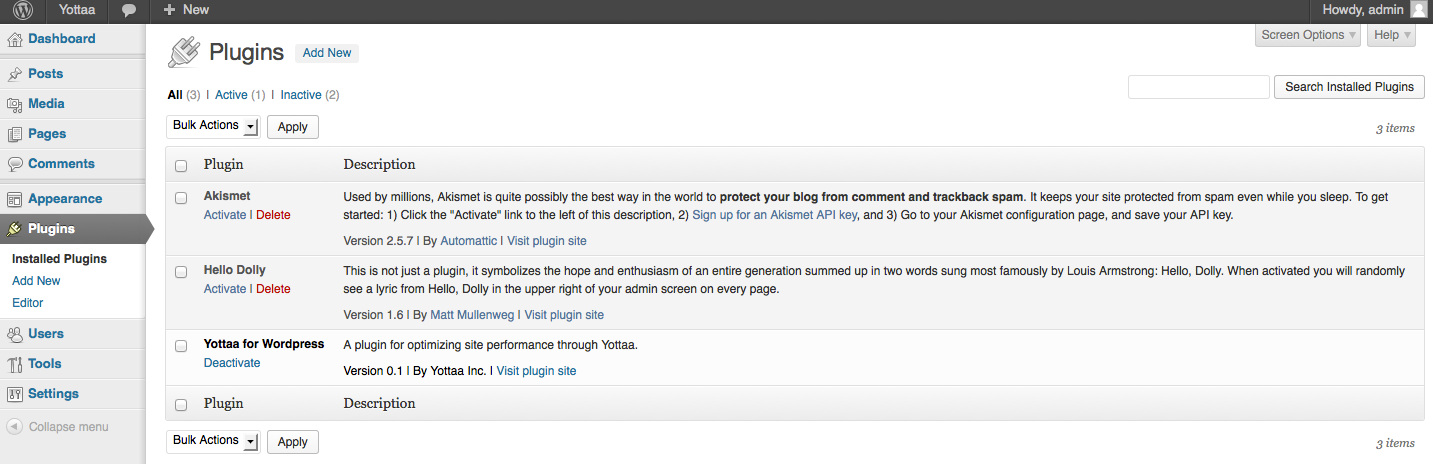 Yottaa + New Howdy, admin
Dashboard
Posts
Media
Pages
Comments
Appearance
Plugins
Installed Plugins
Add New
Editor
Users
Tools
Settings
Collapse menu
Screen Options Help
Plugins Add New
All (3) | Active (1) | Inactive (2)
Search Installed Plugins
Bulk Actions Apply
3 items
Plugin Description
Akismet
Activate | Delete
Used by millions, Akismet is quite possibly the best way in the world to protect your blog from comment and trackback spam. It keeps your site protected from spam even while you sleep. To get
started: 1) Click the "Activate" link to the left of this description, 2) Sign up for an Akismet API key, and 3) Go to your Akismet configuration page, and save your API key.
Version 2.5.7 | By Automattic | Visit plugin site
Hello Dolly
Activate | Delete
This is not just a plugin, it symbolizes the hope and enthusiasm of an entire generation summed up in two words sung most famously by Louis Armstrong: Hello, Dolly. When activated you will randomly
see a lyric from Hello, Dolly in the upper right of your admin screen on every page.
Version 1.6 | By Matt Mullenweg | Visit plugin site
Yottaa for Wordpress
Deactivate
A plugin for optimizing site performance through Yottaa.
Version 0.1 | By Yottaa Inc. | Visit plugin site
Plugin Description
Bulk Actions Apply
3 items